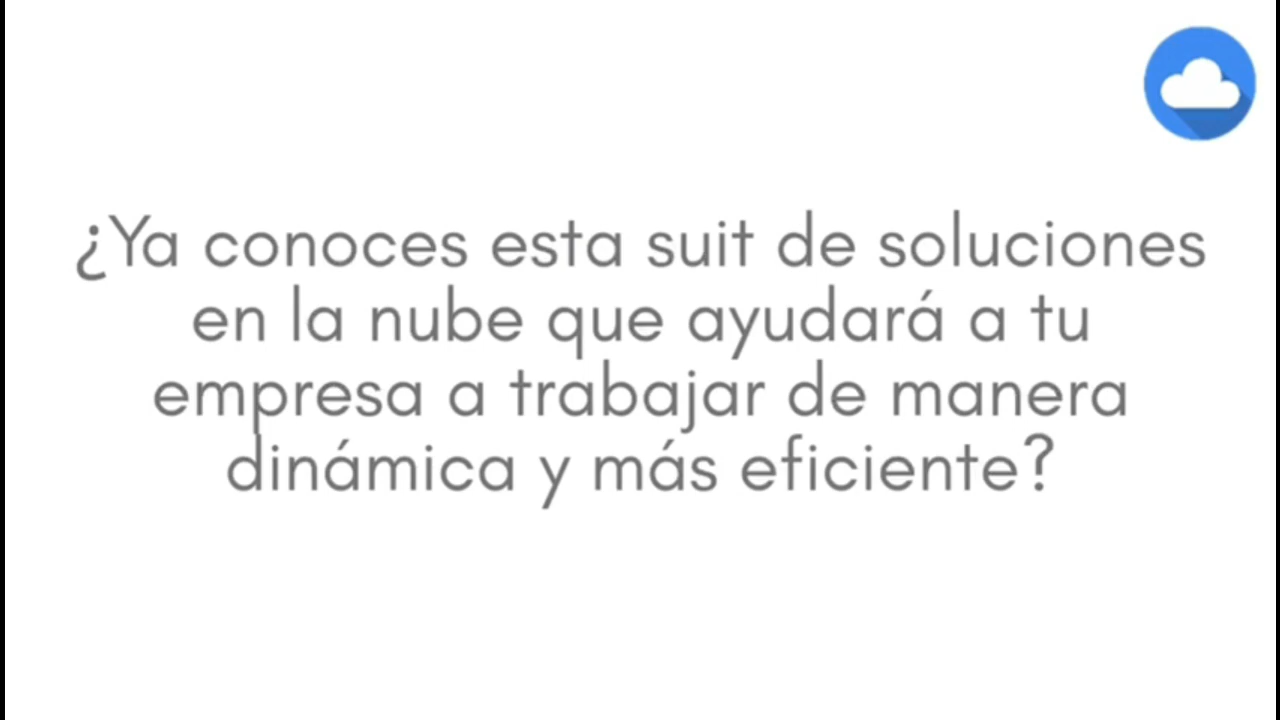 ¿Ya conoces esta suit de soluciones
en la nube que ayudará a tu
empresa a trabajar de manera
dinámica y más eficiente?